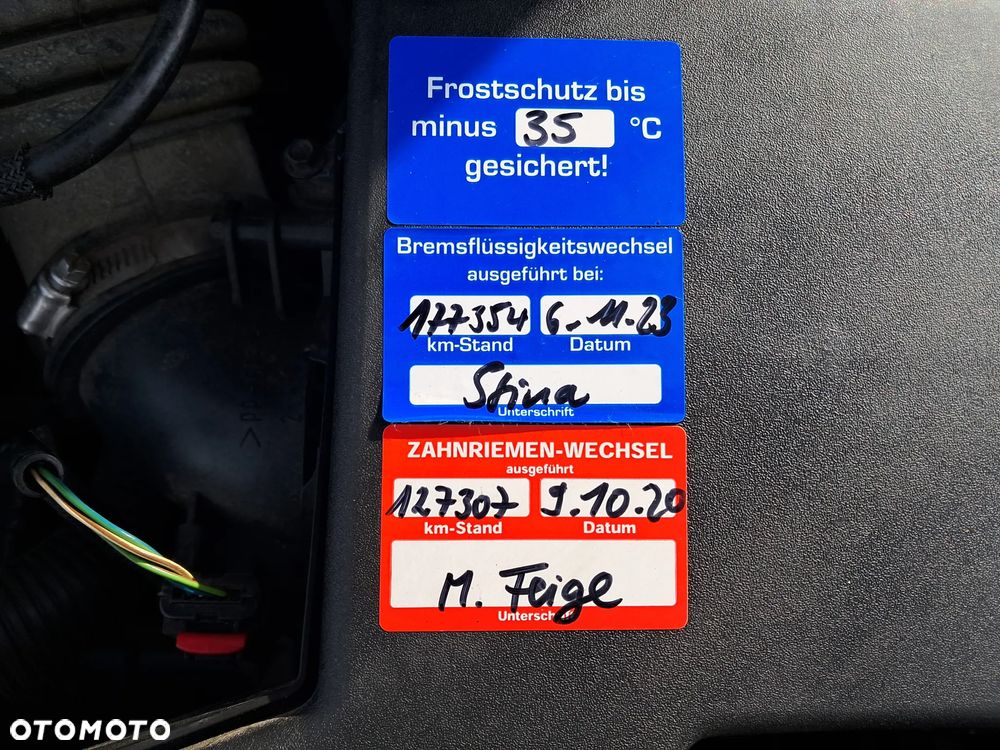 Frostschutz bis
minus 35 °C
gesichert!
Bremsflüssigkeitswechsel
ausgeführt bei:
177354 6.11.23
km-Stand Datum
Stina
Unterschrift
ZAHNRIEMEN-WECHSEL
ausgeführt
127307 9.10.20
km-Stand Datum
M. Feige
Unterschrift
OTOMOTO